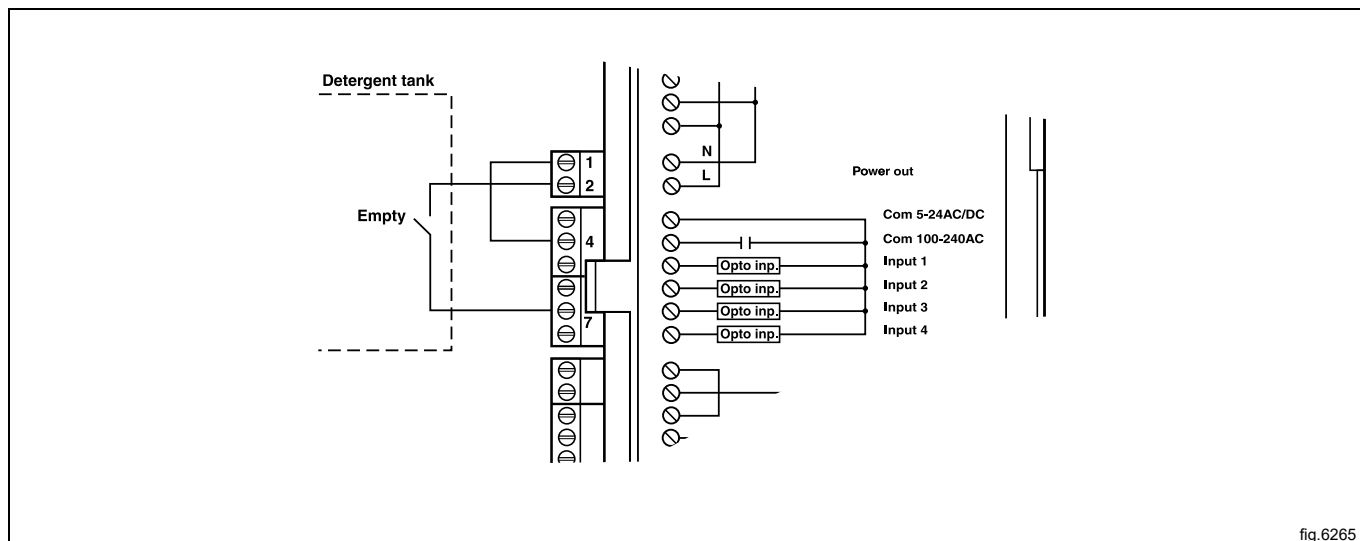 Detergent tank
Empty
1
2
4
7
N
L
Power out
Com 5-24AC/DC
Com 100-240AC
Opto inp. Input 1
Opto inp. Input 2
Opto inp. Input 3
Opto inp. Input 4
fig.6265